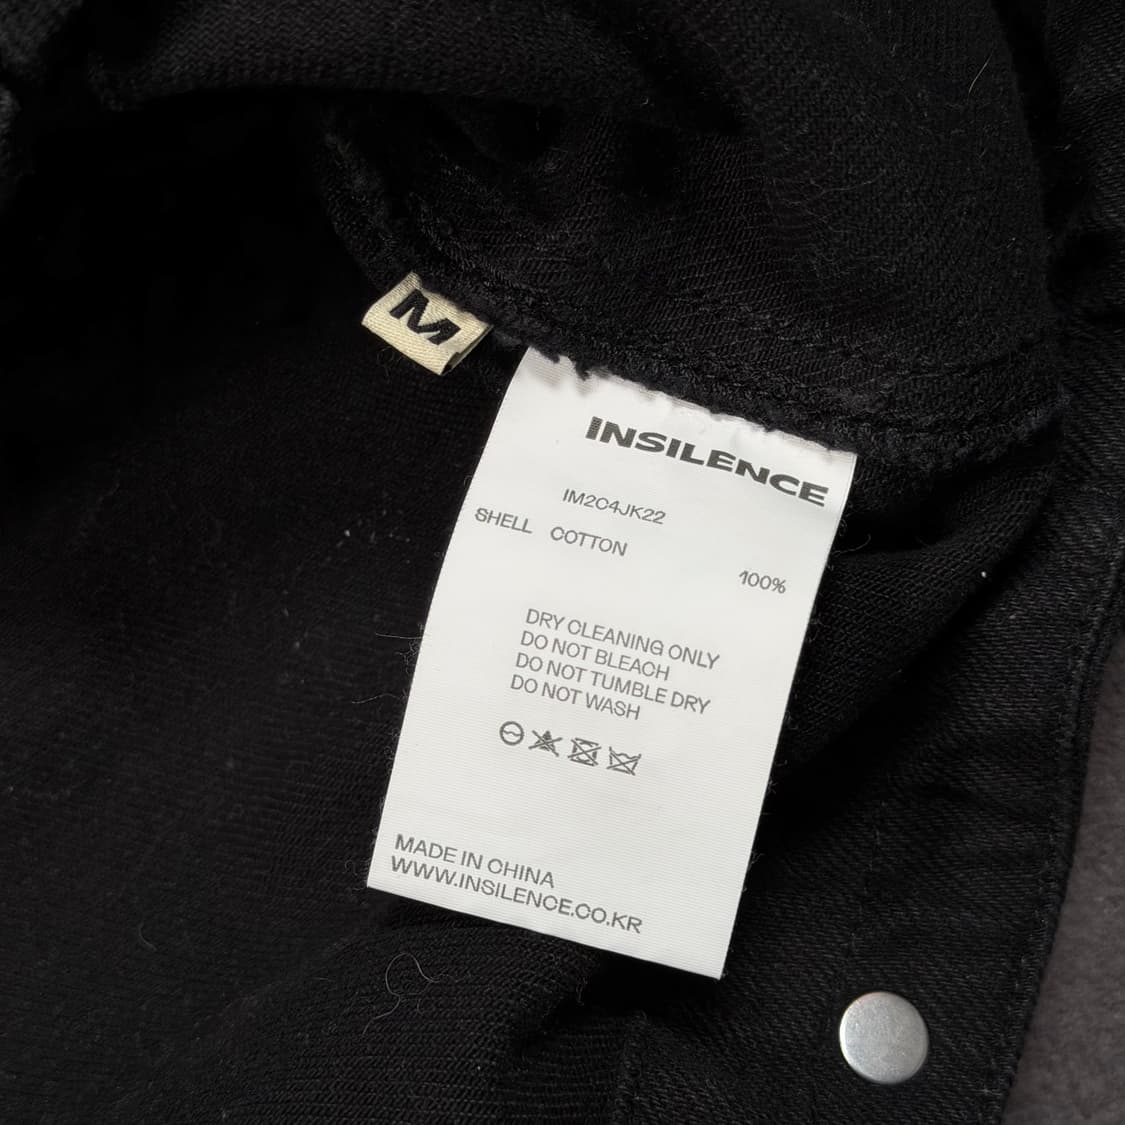 M
INSILENCE
IM2C4JK22
SHELL COTTON
100%
DRY CLEANING ONLY
DO NOT BLEACH
DO NOT TUMBLE DRY
DO NOT WASH
MADE IN CHINA
WWW.INSILENCE.CO.KR